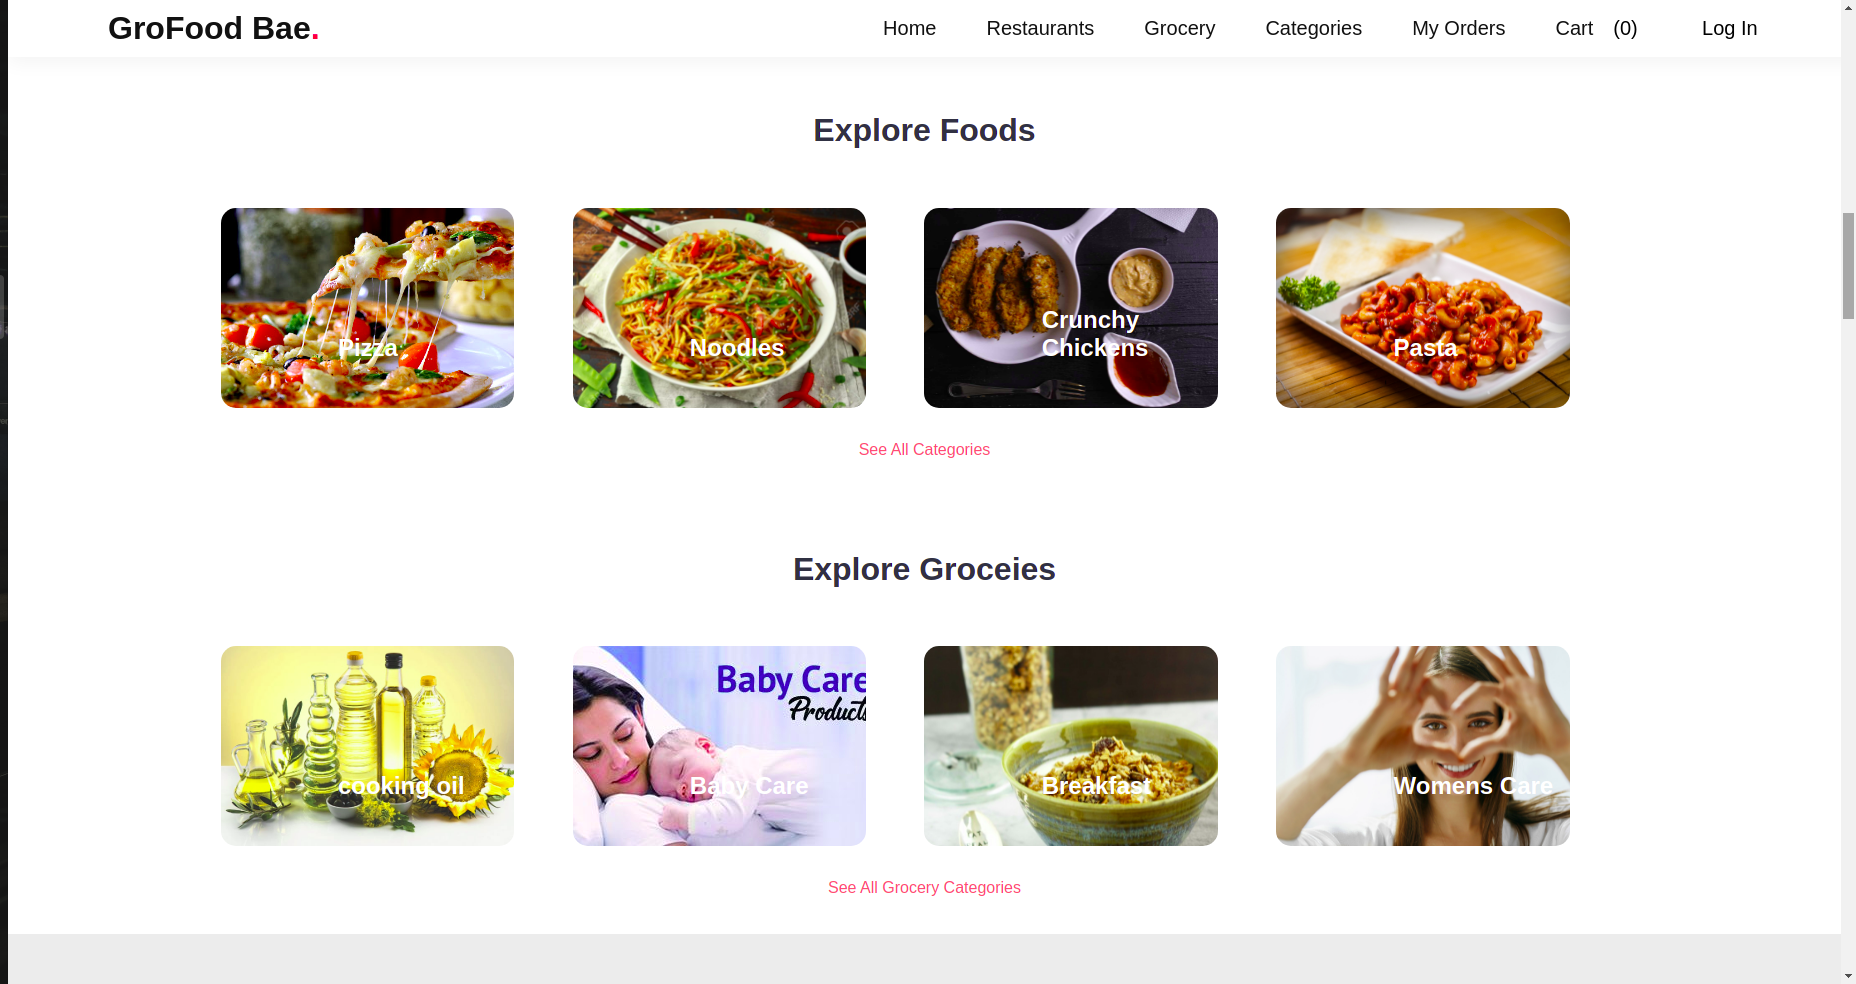 GroFood Bae.
Home Restaurants Grocery Categories My Orders Cart (0) Log In
Explore Foods
Pizza
Noodles
Crunchy
Chickens
Pasta
See All Categories
Explore Groceies
cooking oil
Baby Care
Products
Baby Care
Breakfast
Womens Care
See All Grocery Categories